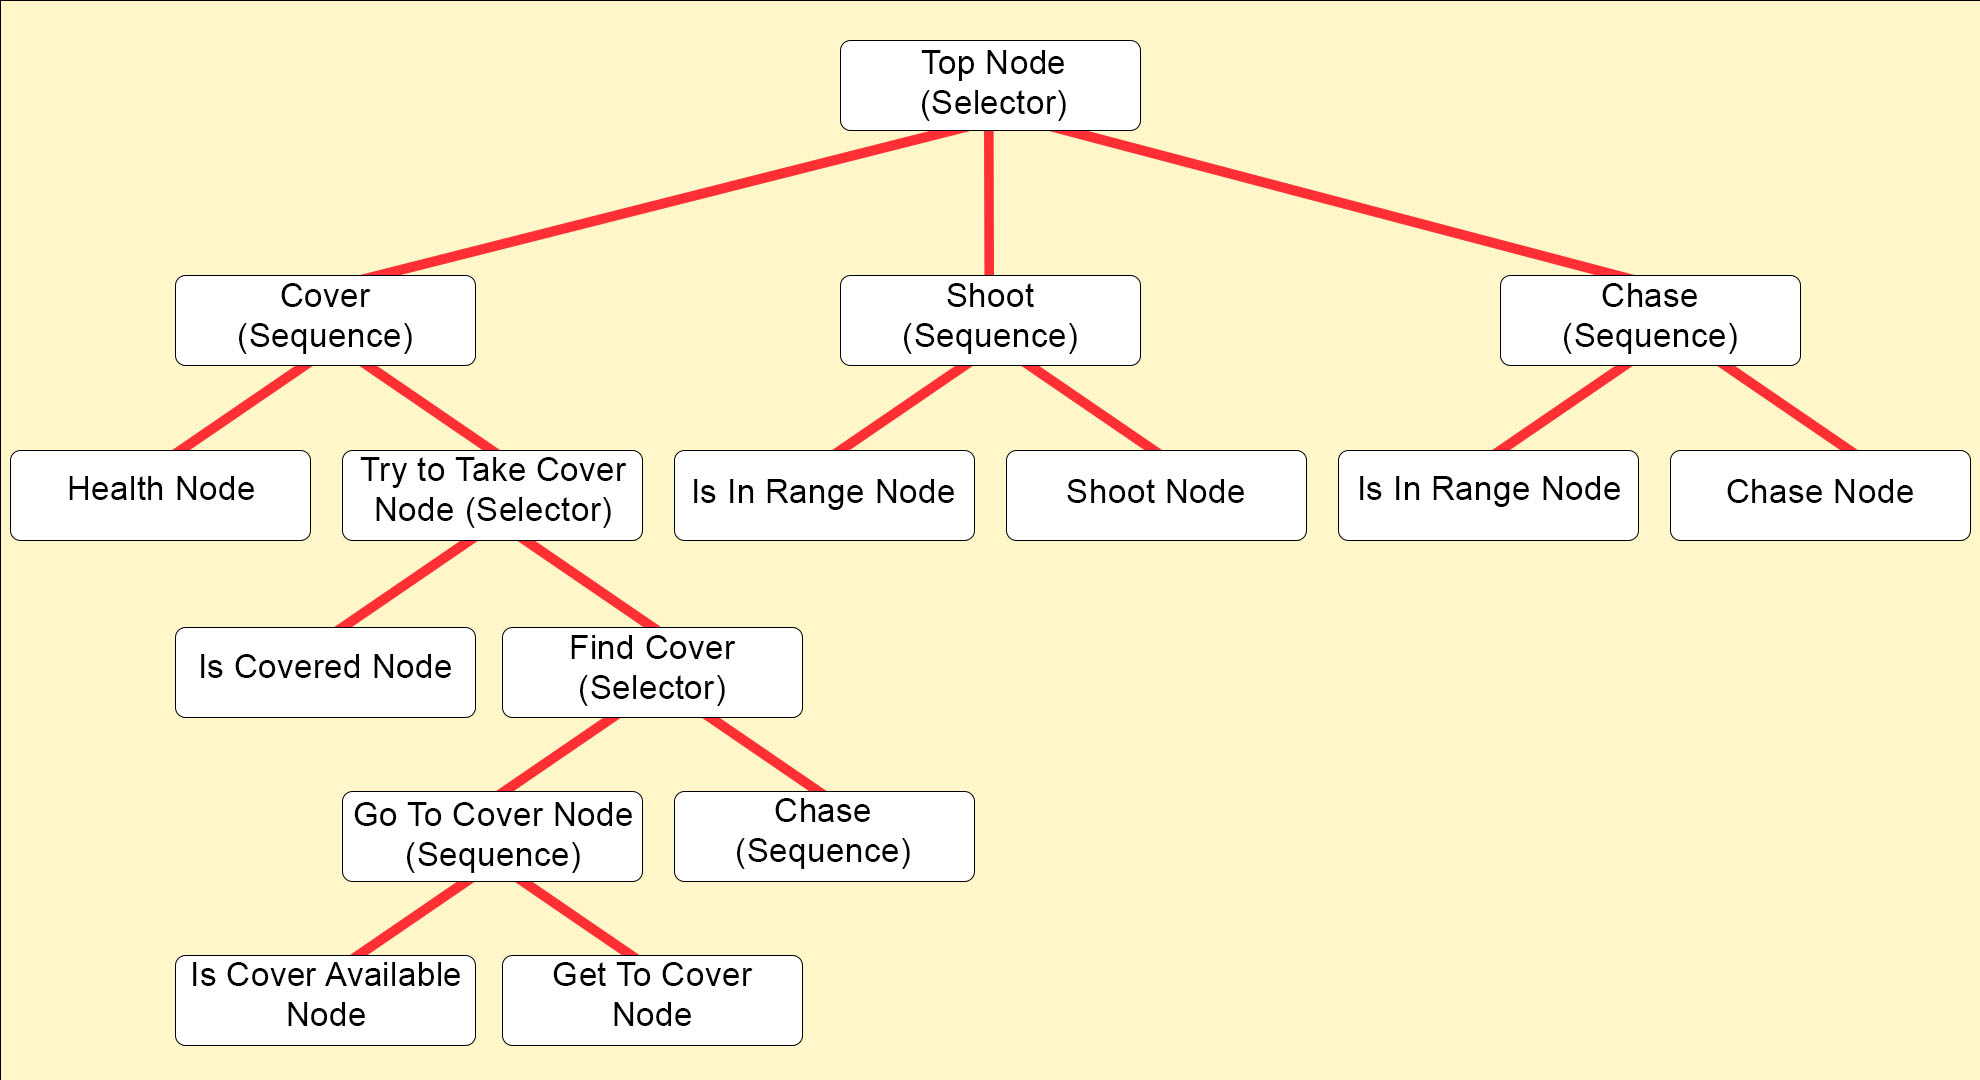 Top Node
(Selector)
Cover
(Sequence)
Shoot
(Sequence)
Chase
(Sequence)
Health Node
Try to Take Cover
Node (Selector)
Is In Range Node
Shoot Node
Is In Range Node
Chase Node
Is Covered Node
Find Cover
(Selector)
Go To Cover Node
(Sequence)
Chase
(Sequence)
Is Cover Available
Node
Get To Cover
Node